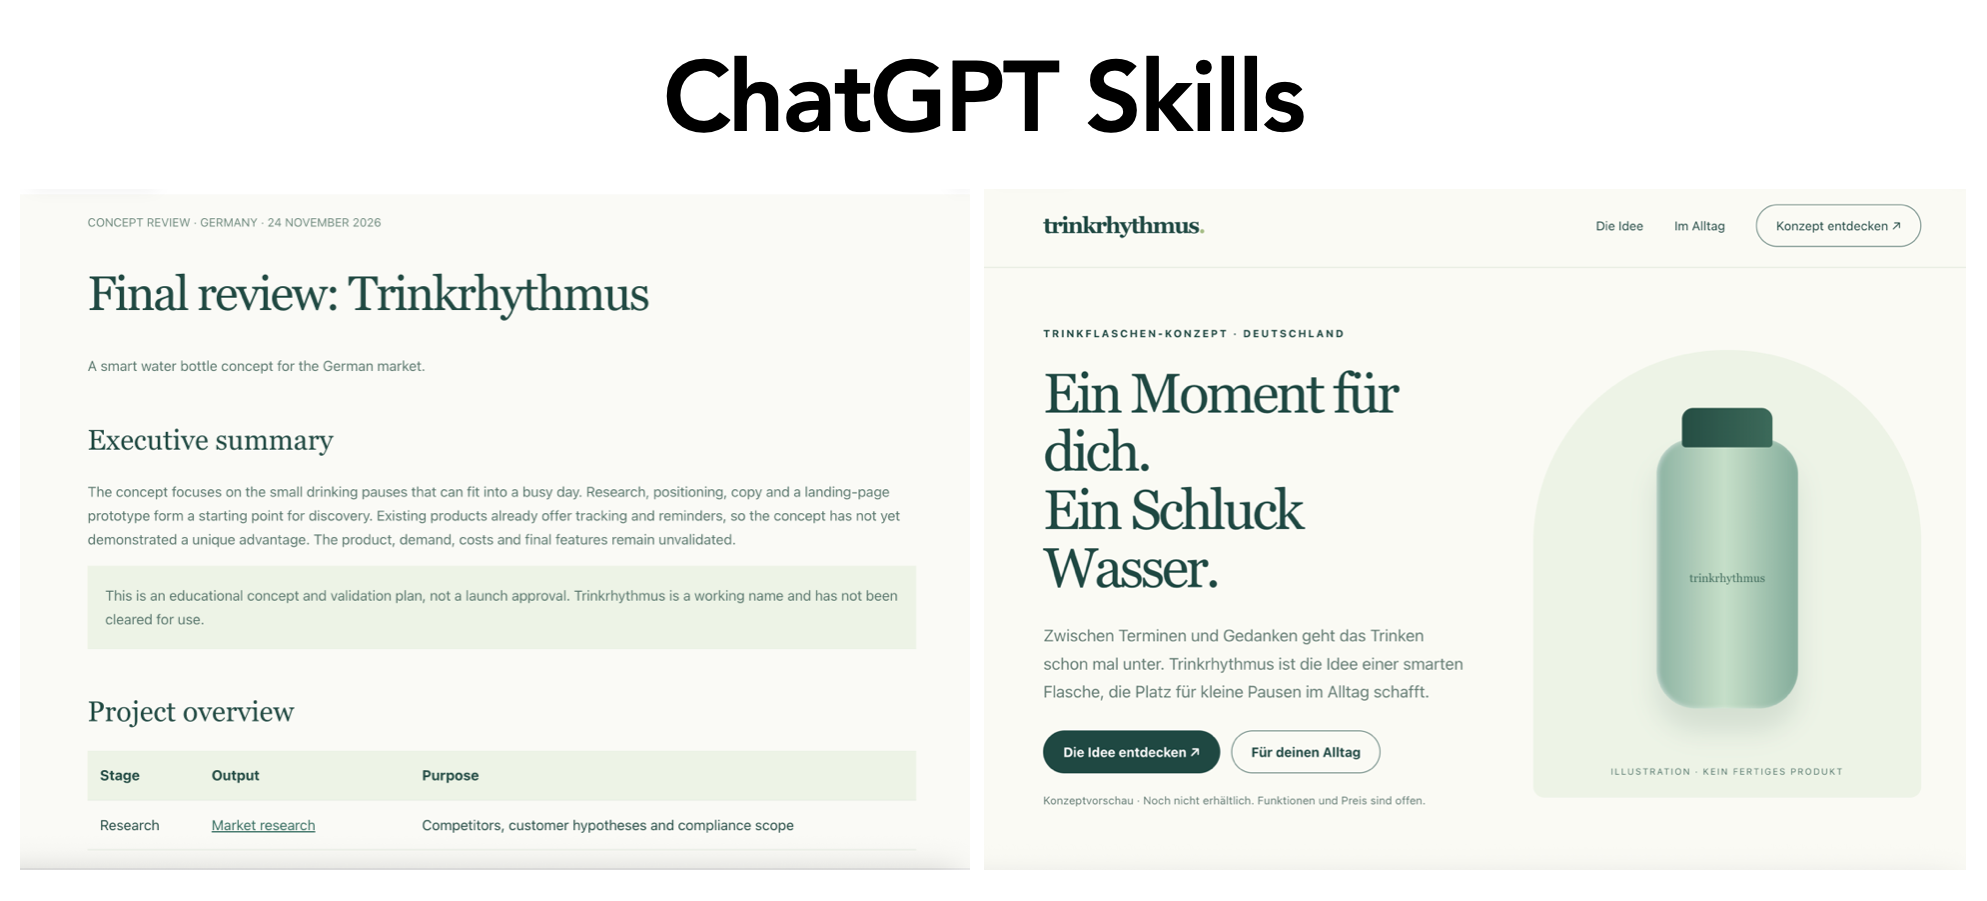 ChatGPT Skills
CONCEPT REVIEW · GERMANY · 24 NOVEMBER 2026
Final review: Trinkrhythmus
A smart water bottle concept for the German market.
Executive summary
The concept focuses on the small drinking pauses that can fit into a busy day. Research, positioning, copy and a landing-page
prototype form a starting point for discovery. Existing products already offer tracking and reminders, so the concept has not yet
demonstrated a unique advantage. The product, demand, costs and final features remain unvalidated.
This is an educational concept and validation plan, not a launch approval. Trinkrhythmus is a working name and has not been
cleared for use.
Project overview
Stage Output Purpose
Research Market research Competitors, customer hypotheses and compliance scope
trinkrhythmus.
Die Idee Im Alltag Konzept entdecken ↗
TRINKFLASCHEN-KONZEPT · DEUTSCHLAND
Ein Moment für
dich.
Ein Schluck
Wasser.
Zwischen Terminen und Gedanken geht das Trinken
schon mal unter. Trinkrhythmus ist die Idee einer smarten
Flasche, die Platz für kleine Pausen im Alltag schafft.
Die Idee entdecken ↗ Für deinen Alltag
Konzeptvorschau · Noch nicht erhältlich. Funktionen und Preis sind offen.
trinkrhythmus
ILLUSTRATION · KEIN FERTIGES PRODUKT